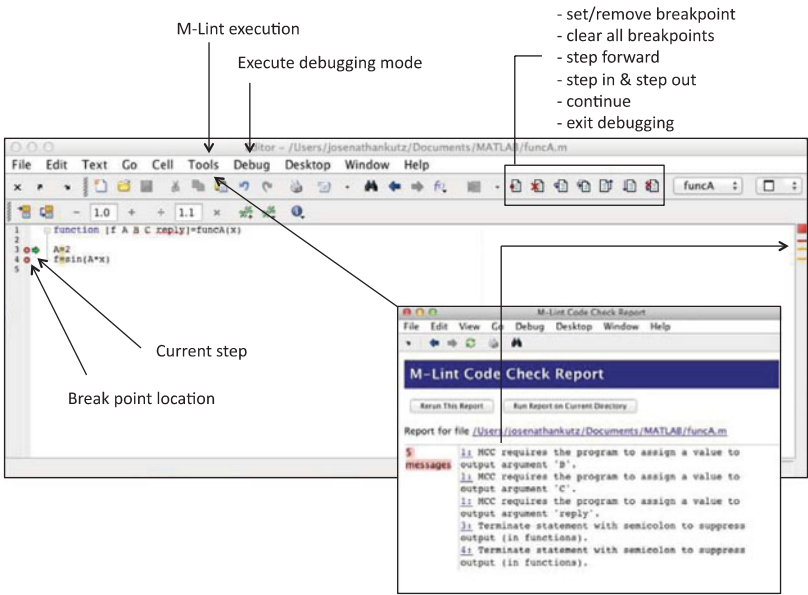 - set/remove breakpoint
- clear all breakpoints
- step forward
- step in & step out
- continue
- exit debugging
M-Lint execution
Execute debugging mode
Editor – /Users/josenathankutz/Documents/MATLAB/funcA.m
File Edit Text Go Cell Tools Debug Desktop Window Help
funcA
- 1.0 + ÷ 1.1 ×
1 function [f A B C reply]=funcA(x)
2
3 A=2
4 f=sin(A*x)
5
Current step
Break point location
M-Lint Code Check Report
File Edit View Go Debug Desktop Window Help
M-Lint Code Check Report
Rerun This Report Run Report on Current Directory
Report for file /Users/josenathankutz/Documents/MATLAB/funcA.m
5 messages
1: MCC requires the program to assign a value to
output argument 'B'.
1: MCC requires the program to assign a value to
output argument 'C'.
1: MCC requires the program to assign a value to
output argument 'reply'.
3: Terminate statement with semicolon to suppress
output (in functions).
4: Terminate statement with semicolon to suppress
output (in functions).